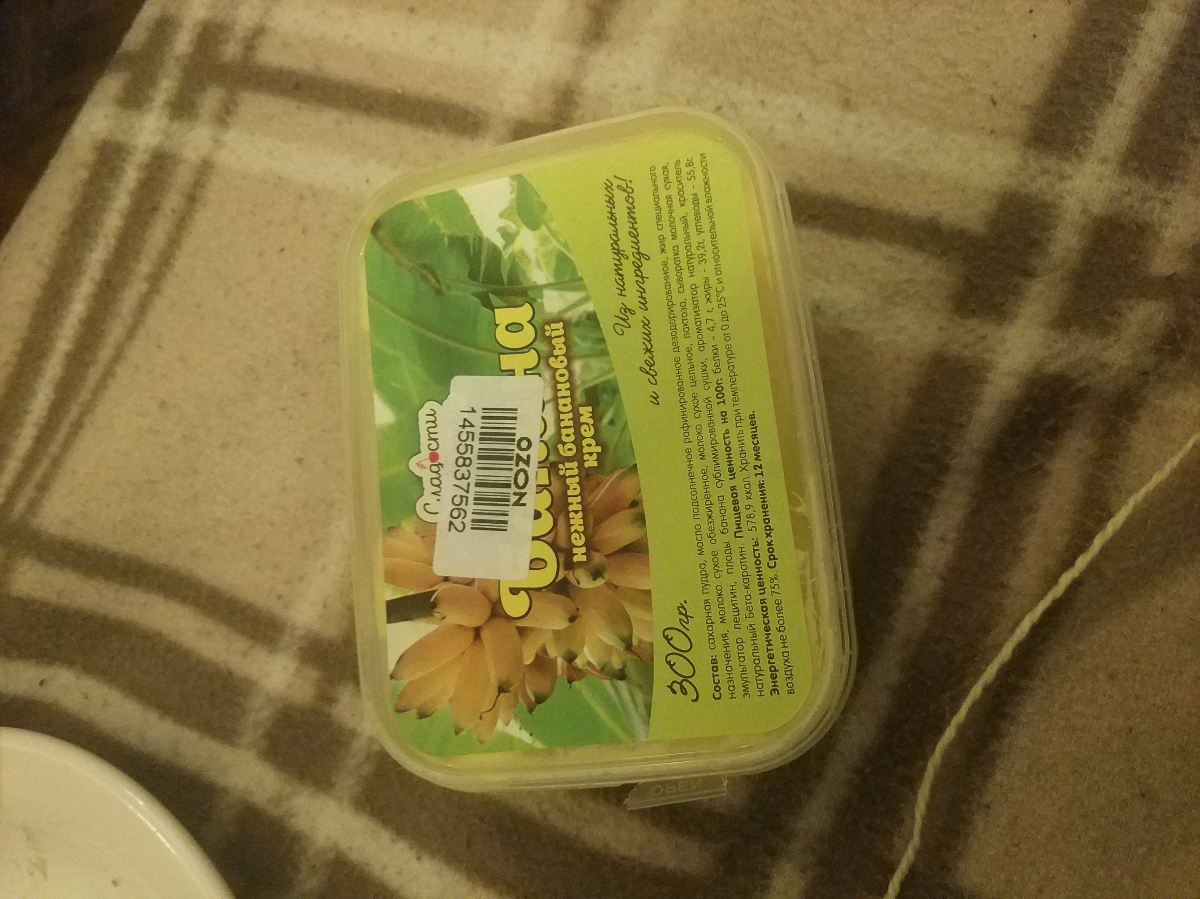 Сладости
OZON
1455837562
нежный банановый
крем
Из натуральных
и свежих ингредиентов!
300гр.
Состав: сахарная пудра, масло подсолнечное рафинированное дезодорированное, жир специального
назначения, молоко сухое обезжиренное, молоко сухое цельное, лактоза, сыворотка молочная сухая,
эмульгатор лецитин, плоды банана сублимированной сушки, ароматизатор натуральный, краситель
натуральный Бета-каротин. Пищевая ценность на 100г: белки - 4,7 г, жиры - 39,2г, углеводы - 55,8г.
Энергетическая ценность: 578,9 ккал. Хранить при температуре от 0 до 25°С и относительной влажности
воздуха не более 75%. Срок хранения: 12 месяцев.